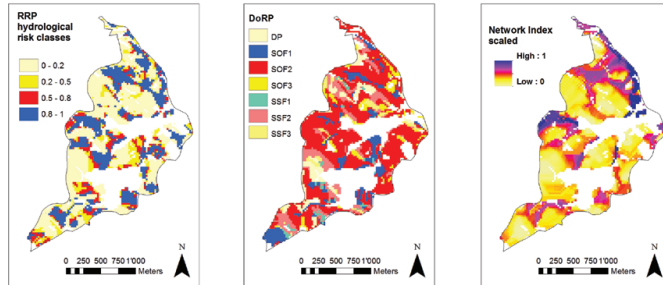 RRP
hydrological
risk classes
0 - 0.2
0.2 - 0.5
0.5 - 0.8
0.8 - 1
N
0 250 500 750 1'000
Meters
DoRP
DP
SOF1
SOF2
SOF3
SSF1
SSF2
SSF3
N
0 250 500 750 1'000
Meters
Network Index
scaled
High : 1
Low : 0
N
0 250 500 750 1'000
Meters